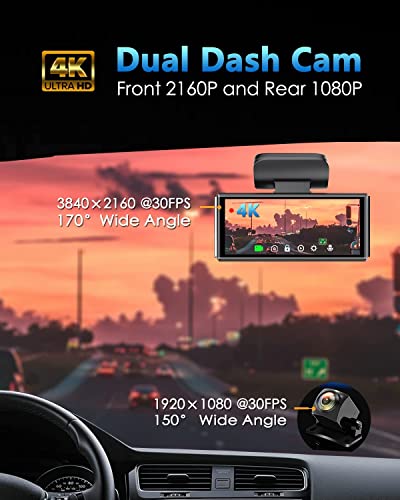 4K
ULTRA HD
Dual Dash Cam
Front 2160P and Rear 1080P
3840×2160 @30FPS
170° Wide Angle
4K
1920×1080 @30FPS
150° Wide Angle